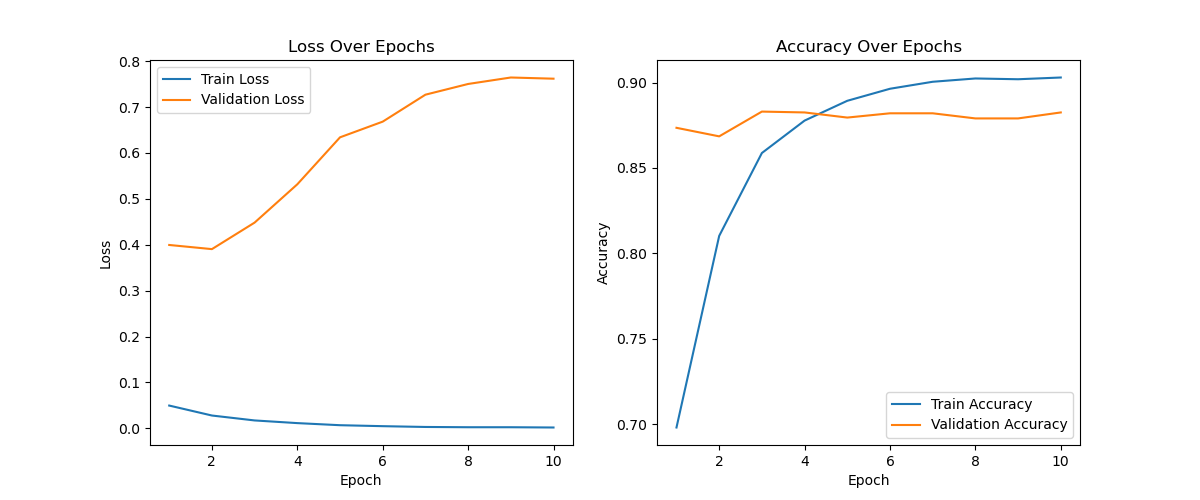 Loss Over Epochs
Train Loss
Validation Loss
0.8
0.7
0.6
0.5
0.4
0.3
0.2
0.1
0.0
Loss
2
4
6
8
10
Epoch
Accuracy Over Epochs
0.90
0.85
0.80
0.75
0.70
Accuracy
Train Accuracy
Validation Accuracy
2
4
6
8
10
Epoch